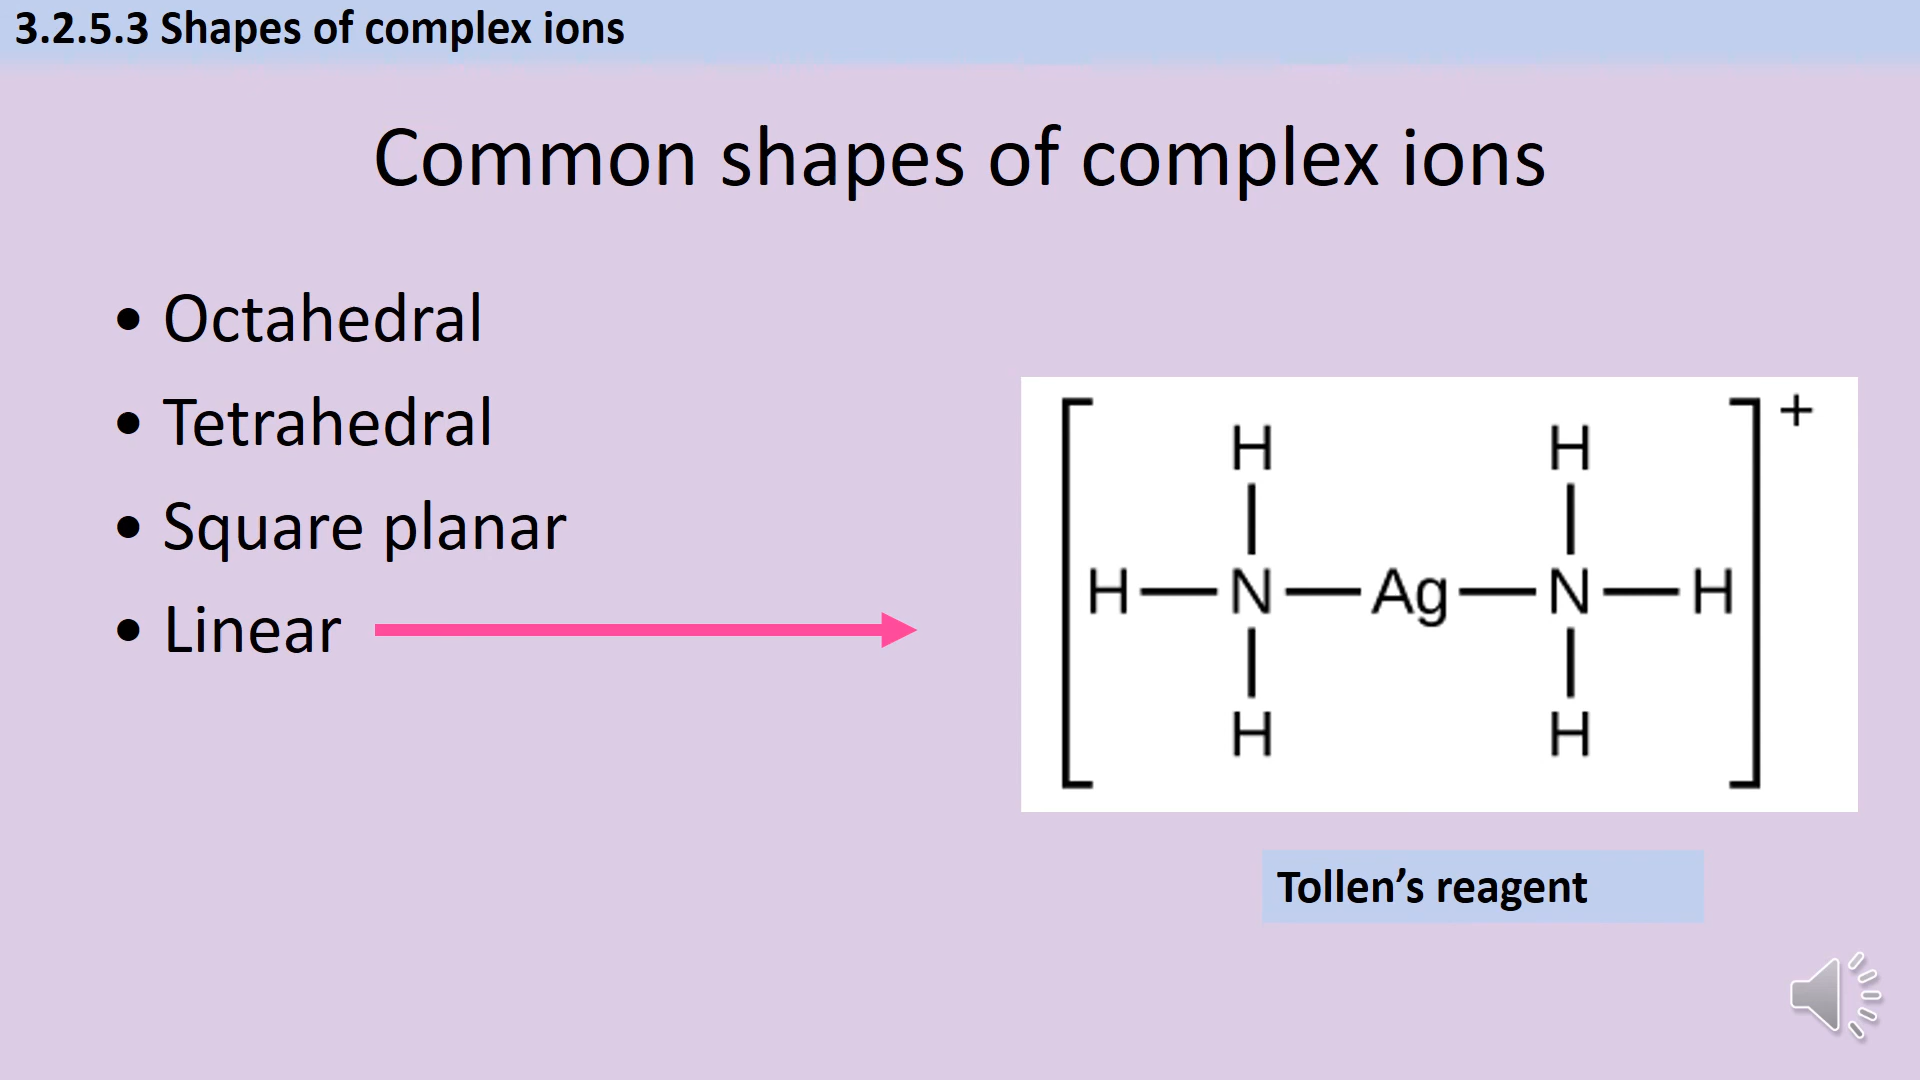 3.2.5.3 Shapes of complex ions
Common shapes of complex ions
• Octahedral
• Tetrahedral
• Square planar
• Linear
+
H H
H—N—Ag—N—H
H H
Tollen’s reagent